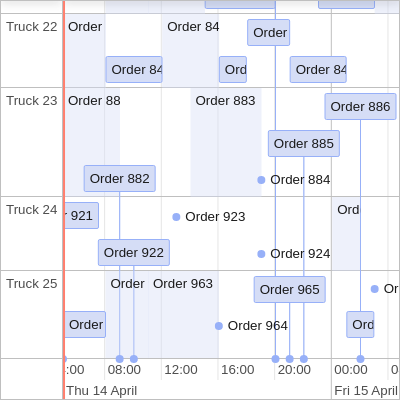 Truck 22
Order
Order 84
Order
Order 84
Ord
Order 84
Truck 23
Order 88
Order 883
Order 886
Order 885
Order 882
Order 884
Truck 24
921
Order 923
Ord
Order 922
Order 924
Truck 25
Order
Order 963
Order 965
Or
Order
Order 964
Ord
:00
08:00
12:00
16:00
20:00
00:00
Thu 14 April
Fri 15 April